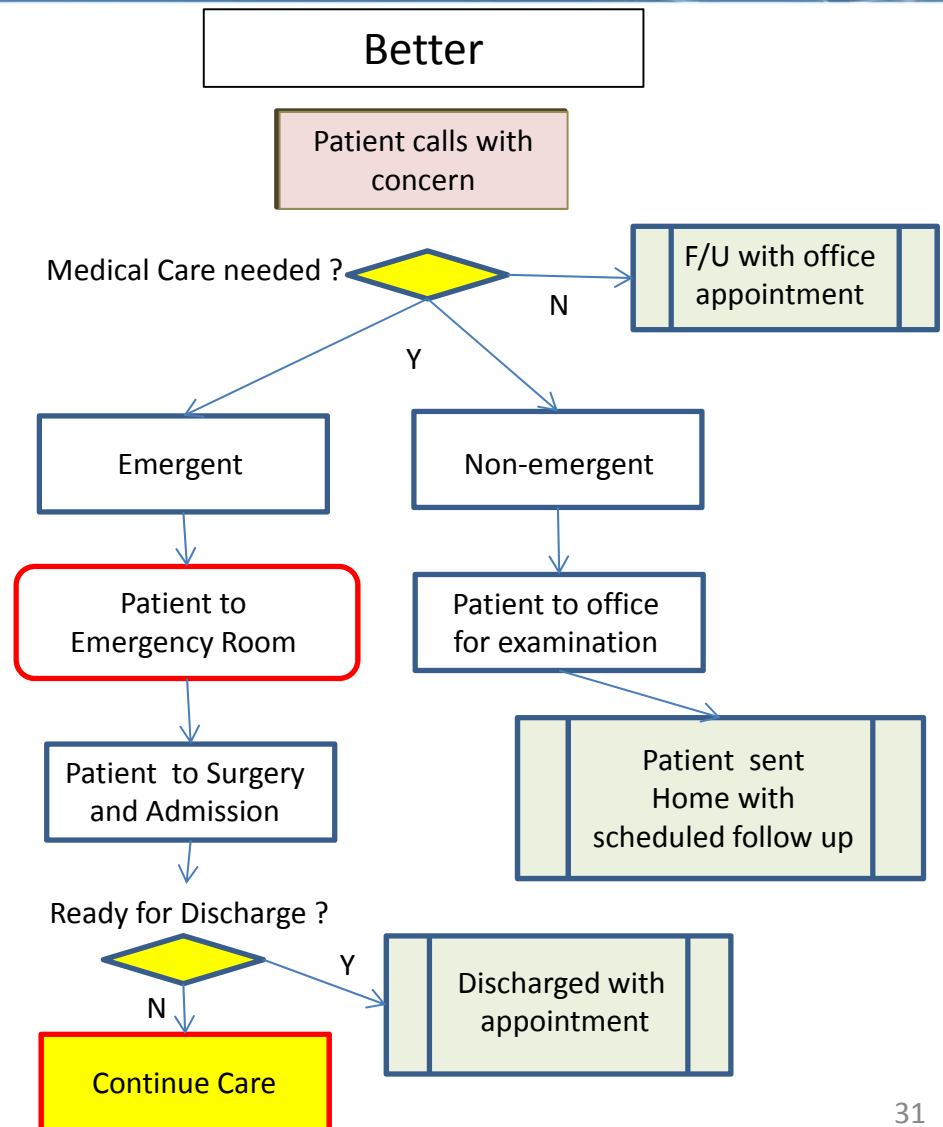 Better
Patient calls with
concern
Medical Care needed ?
F/U with office
appointment
N
Y
Emergent
Non-emergent
Patient to
Emergency Room
Patient to office
for examination
Patient to Surgery
and Admission
Patient sent
Home with
scheduled follow up
Ready for Discharge ?
Y
N
Discharged with
appointment
Continue Care
31